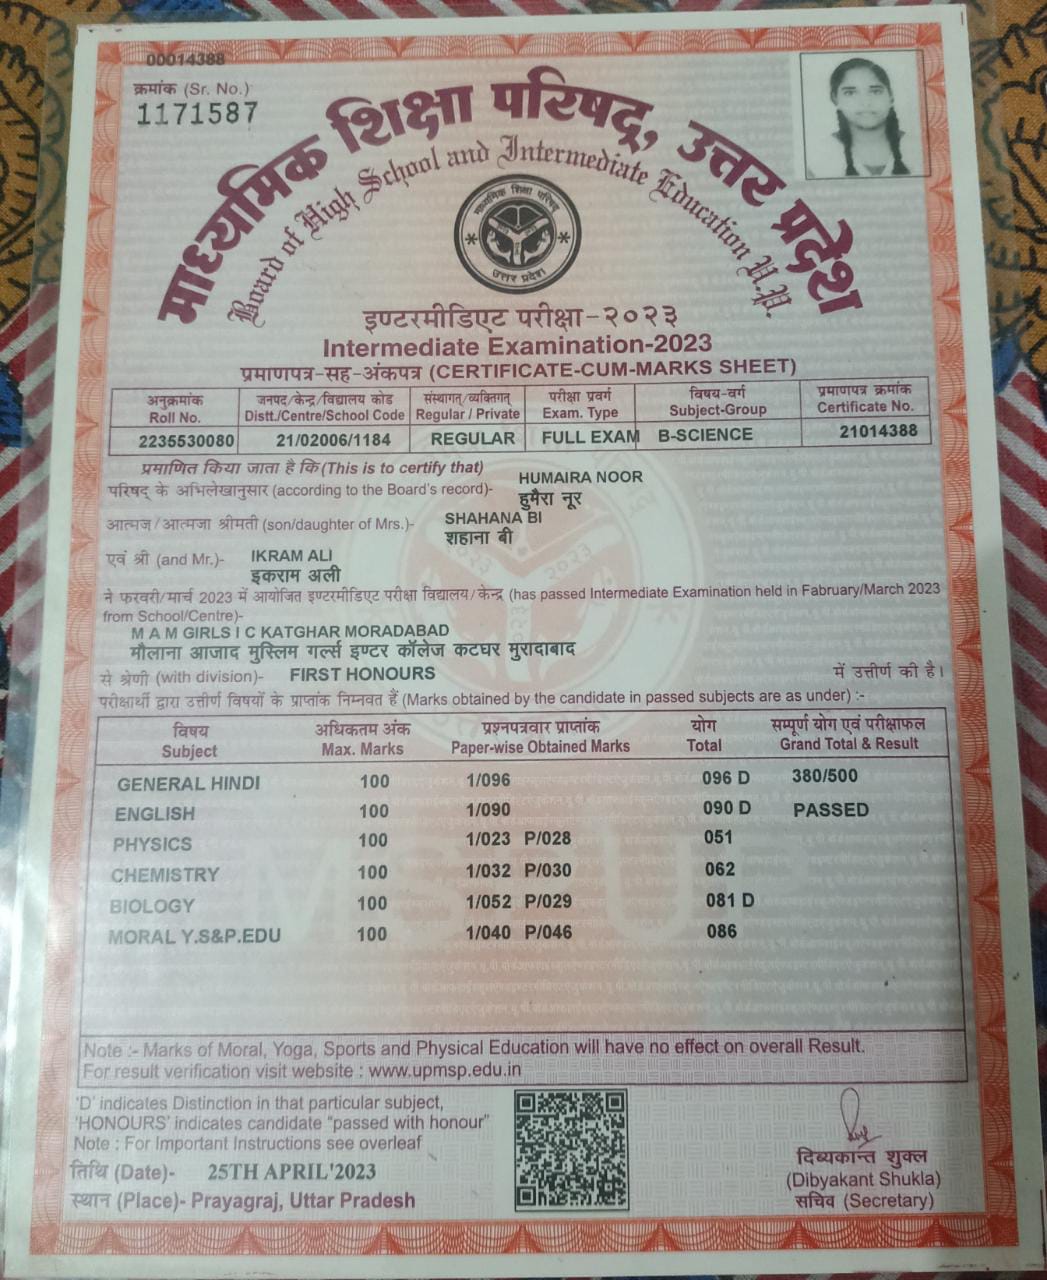 00014388
क्रमांक (Sr. No.)
1171587
माध्यमिक शिक्षा परिषद्, उत्तर प्रदेश
Board of High School and Intermediate Education U.P.
माध्यमिक शिक्षा परिषद
उत्तर प्रदेश
इण्टरमीडिएट परीक्षा-२०२३
Intermediate Examination-2023
प्रमाणपत्र-सह-अंकपत्र (CERTIFICATE-CUM-MARKS SHEET)
अनुक्रमांक जनपद/केन्द्र/विद्यालय कोड संस्थागत्/व्यक्तिगत् परीक्षा प्रवर्ग विषय-वर्ग प्रमाणपत्र क्रमांक
Roll No. Distt./Centre/School Code Regular / Private Exam. Type Subject-Group Certificate No.
2235530080 21/02006/1184 REGULAR FULL EXAM B-SCIENCE 21014388
प्रमाणित किया जाता है कि (This is to certify that)
HUMAIRA NOOR
परिषद् के अभिलेखानुसार (according to the Board's record)- हुमैरा नूर
SHAHANA BI
आत्मज/आत्मजा श्रीमती (son/daughter of Mrs.)- शहाना बी
एवं श्री (and Mr.)- IKRAM ALI
इकराम अली
ने फरवरी/मार्च 2023 में आयोजित इण्टरमीडिएट परीक्षा विद्यालय/केन्द्र (has passed Intermediate Examination held in Fabruary/March 2023
from School/Centre)-
M A M GIRLS I C KATGHAR MORADABAD
मौलाना आजाद मुस्लिम गर्ल्स इण्टर कॉलेज कटघर मुरादाबाद
से श्रेणी (with division)- FIRST HONOURS में उत्तीर्ण की है।
परीक्षार्थी द्वारा उत्तीर्ण विषयों के प्राप्तांक निम्नवत हैं (Marks obtained by the candidate in passed subjects are as under) :-
विषय अधिकतम अंक प्रश्नपत्रवार प्राप्तांक योग सम्पूर्ण योग एवं परीक्षाफल
Subject Max. Marks Paper-wise Obtained Marks Total Grand Total & Result
GENERAL HINDI 100 1/096 096 D 380/500
ENGLISH 100 1/090 090 D PASSED
PHYSICS 100 1/023 P/028 051
CHEMISTRY 100 1/032 P/030 062
BIOLOGY 100 1/052 P/029 081 D
MORAL Y.S&P.EDU 100 1/040 P/046 086
Note :- Marks of Moral, Yoga, Sports and Physical Education will have no effect on overall Result.
For result verification visit website : www.upmsp.edu.in
'D' indicates Distinction in that particular subject,
'HONOURS' indicates candidate "passed with honour"
Note : For Important Instructions see overleaf
तिथि (Date)- 25TH APRIL'2023
स्थान (Place)- Prayagraj, Uttar Pradesh
दिब्यकान्त शुक्ल
(Dibyakant Shukla)
सचिव (Secretary)